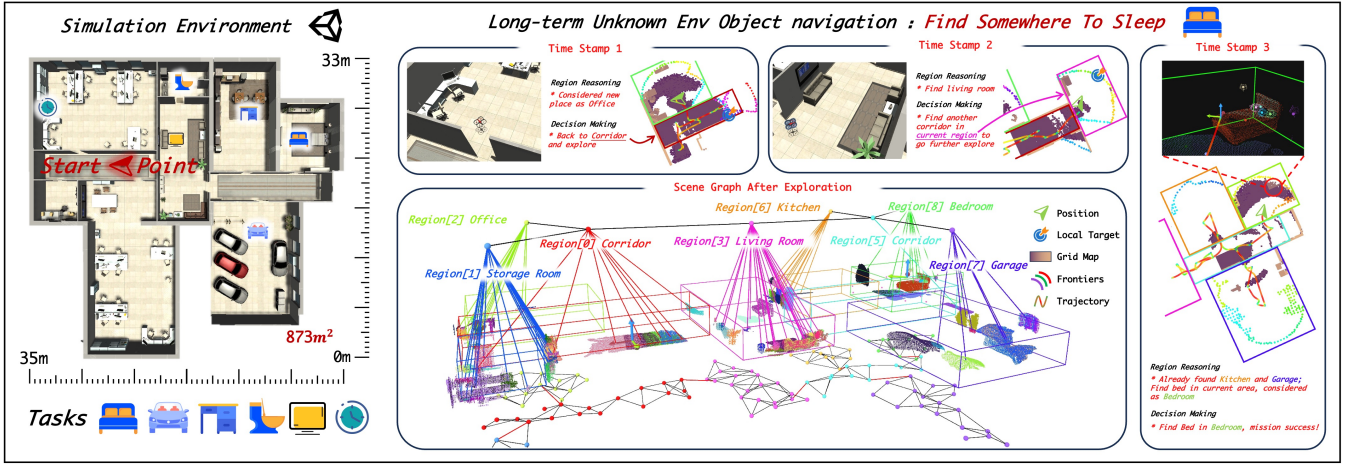 Simulation Environment
33m
Start Point
873m²
35m
0m
Tasks
Long-term Unknown Env Object navigation : Find Somewhere To Sleep
Time Stamp 1
Region Reasoning
* Considered new
place as Office
Decision Making
* Back to Corridor
and explore
Time Stamp 2
Region Reasoning
* Find living room
Decision Making
* Find another
corridor in
current region to
go further explore
Time Stamp 3
Region Reasoning
* Already found Kitchen and Garage;
Find bed in current area, considered
as Bedroom
Decision Making
* Find Bed in Bedroom, mission success!
Scene Graph After Exploration
Region[2] Office
Region[0] Corridor
Region[1] Storage Room
Region[6] Kitchen
Region[3] Living Room
Region[8] Bedroom
Region[5] Corridor
Region[7] Garage
Position
Local Target
Grid Map
Frontiers
Trajectory